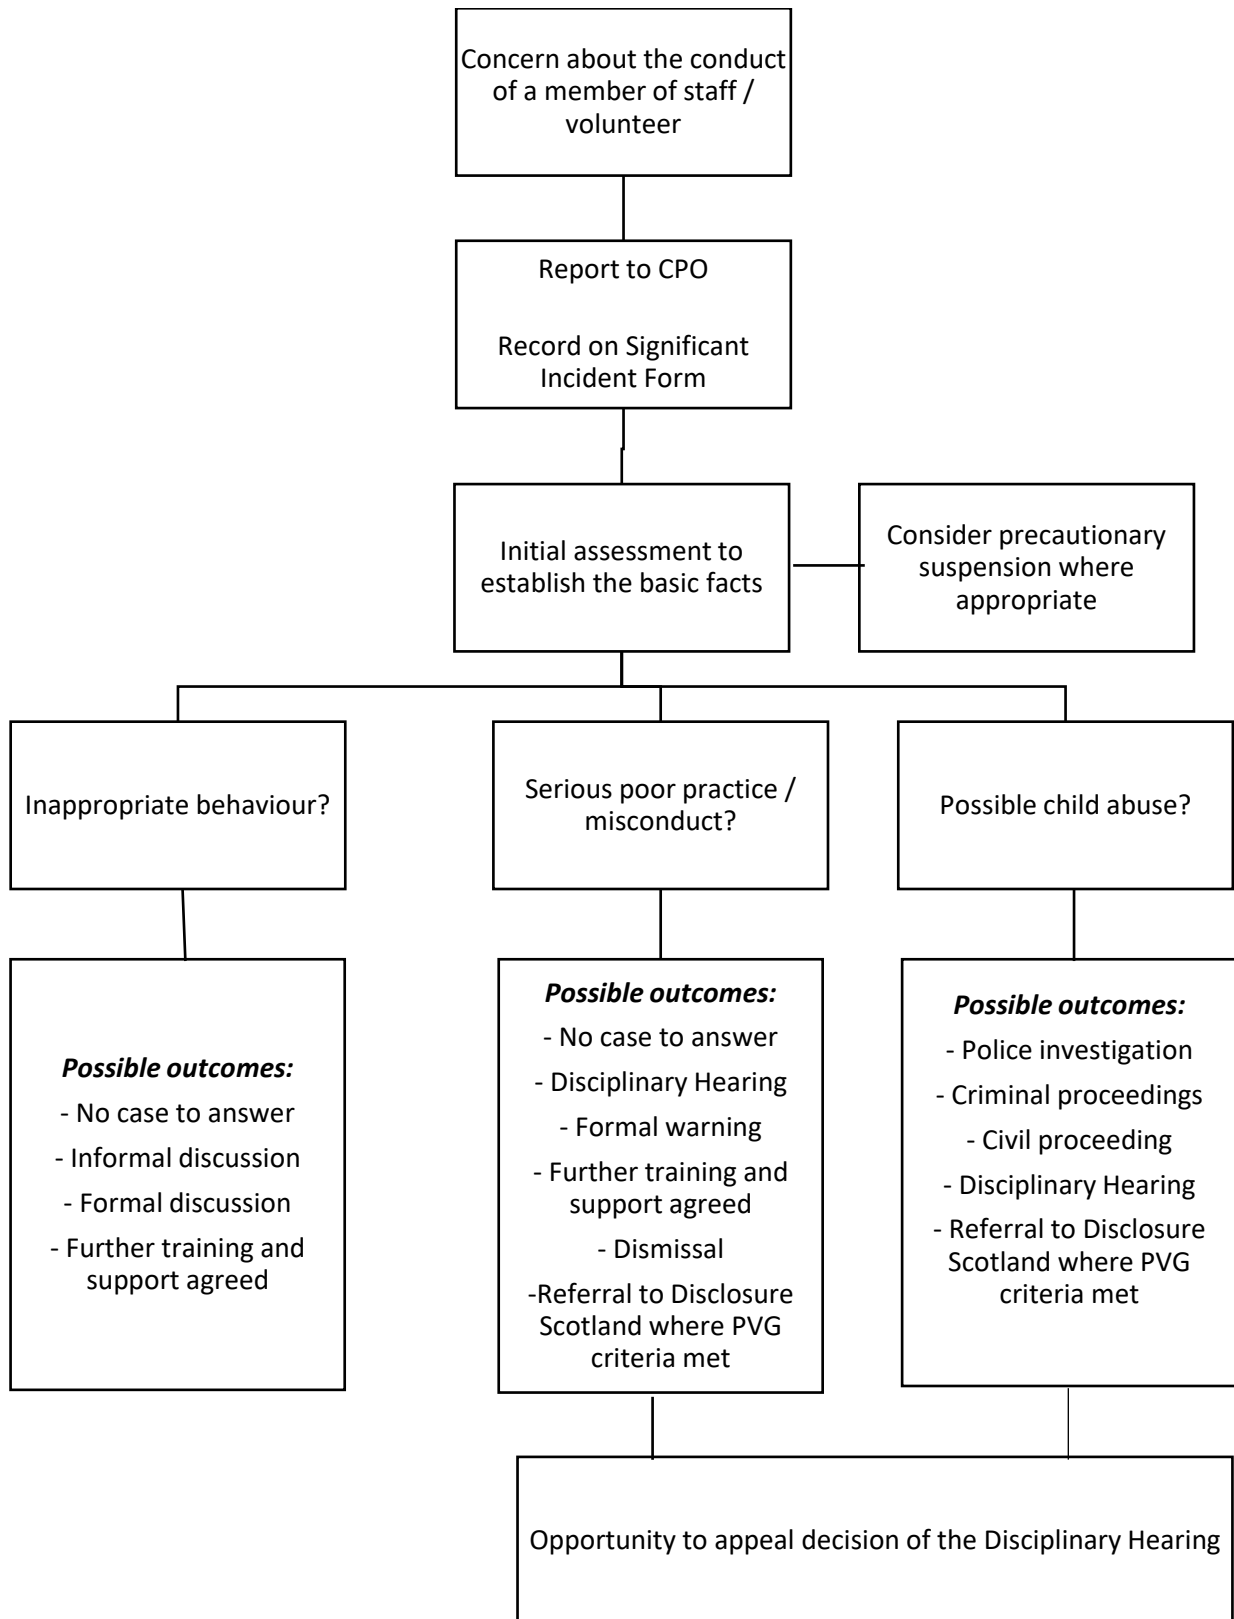 Concern about the conduct
of a member of staff /
volunteer
Report to CPO
Record on Significant
Incident Form
Initial assessment to
establish the basic facts
Consider precautionary
suspension where
appropriate
Inappropriate behaviour?
Serious poor practice /
misconduct?
Possible child abuse?
Possible outcomes:
- No case to answer
- Informal discussion
- Formal discussion
- Further training and
support agreed
Possible outcomes:
- No case to answer
- Disciplinary Hearing
- Formal warning
- Further training and
support agreed
- Dismissal
-Referral to Disclosure
Scotland where PVG
criteria met
Possible outcomes:
- Police investigation
- Criminal proceedings
- Civil proceeding
- Disciplinary Hearing
- Referral to Disclosure
Scotland where PVG
criteria met
Opportunity to appeal decision of the Disciplinary Hearing